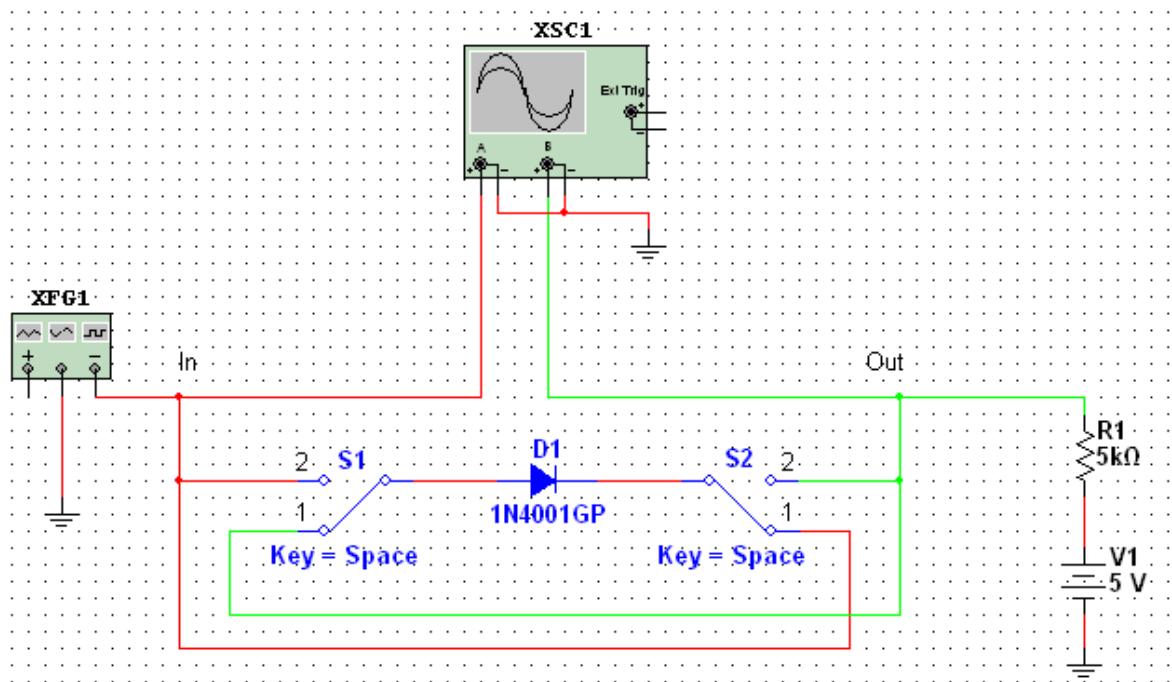 XSC1
Ext Trig
+
-
A
B
+ - + -
XFG1
+ -
In
Out
2 S1
D1
S2 2
R1
5kΩ
1
1N4001GP
1
Key = Space
Key = Space
V1
5 V